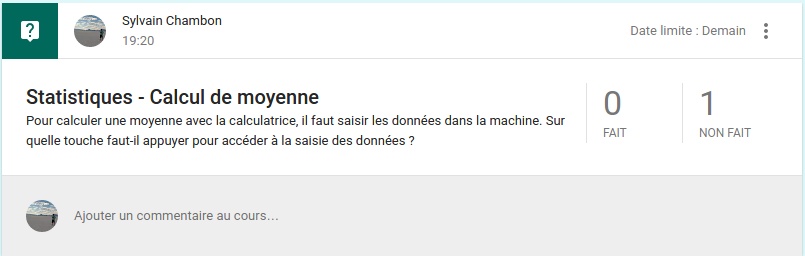 Sylvain Chambon
19:20
Date limite : Demain
Statistiques - Calcul de moyenne
Pour calculer une moyenne avec la calculatrice, il faut saisir les données dans la machine. Sur
quelle touche faut-il appuyer pour accéder à la saisie des données ?
0
FAIT
1
NON FAIT
Ajouter un commentaire au cours…